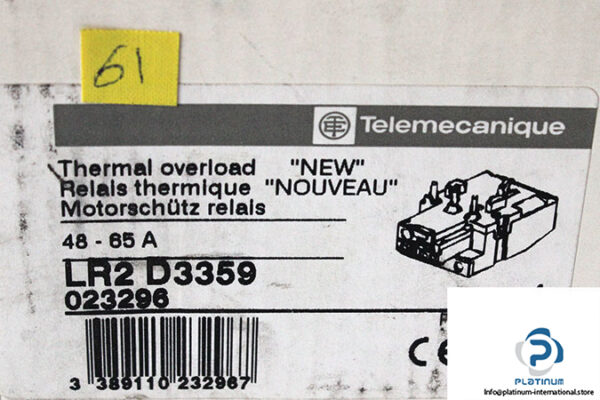 61
Telemecanique
Thermal overload "NEW"
Relais thermique "NOUVEAU"
Motorschütz relais
48 - 65 A
LR2 D3359
023296
3 389110 232967
CE
PLATINUM
Info@platinum-international.store